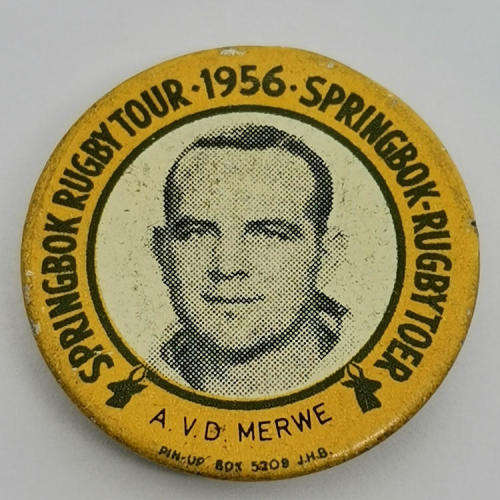 SPRINGBOK RUGBY TOUR · 1956 · SPRINGBOK-RUGBYTOER
A. V.D. MERWE
PIN-UP BOX 5209 J.H.B.